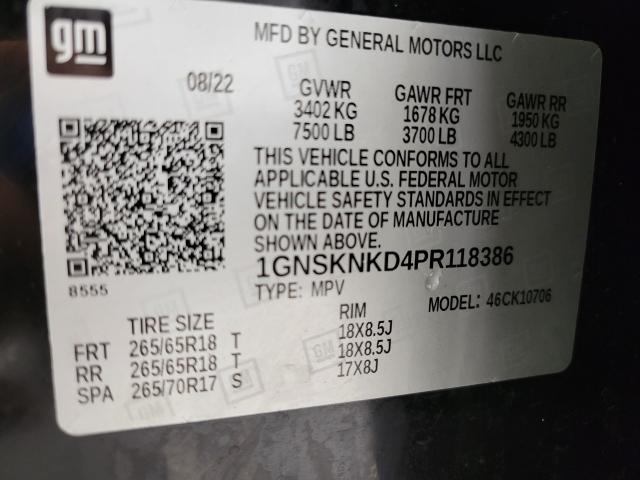 gm
MFD BY GENERAL MOTORS LLC
08/22
GVWR GAWR FRT GAWR RR
3402 KG 1678 KG 1950 KG
7500 LB 3700 LB 4300 LB
THIS VEHICLE CONFORMS TO ALL
APPLICABLE U.S. FEDERAL MOTOR
VEHICLE SAFETY STANDARDS IN EFFECT
ON THE DATE OF MANUFACTURE
SHOWN ABOVE.
8555
1GNSKNKD4PR118386
TYPE: MPV MODEL: 46CK10706
TIRE SIZE RIM
FRT 265/65R18 T 18X8.5J
RR 265/65R18 T 18X8.5J
SPA 265/70R17 S 17X8J